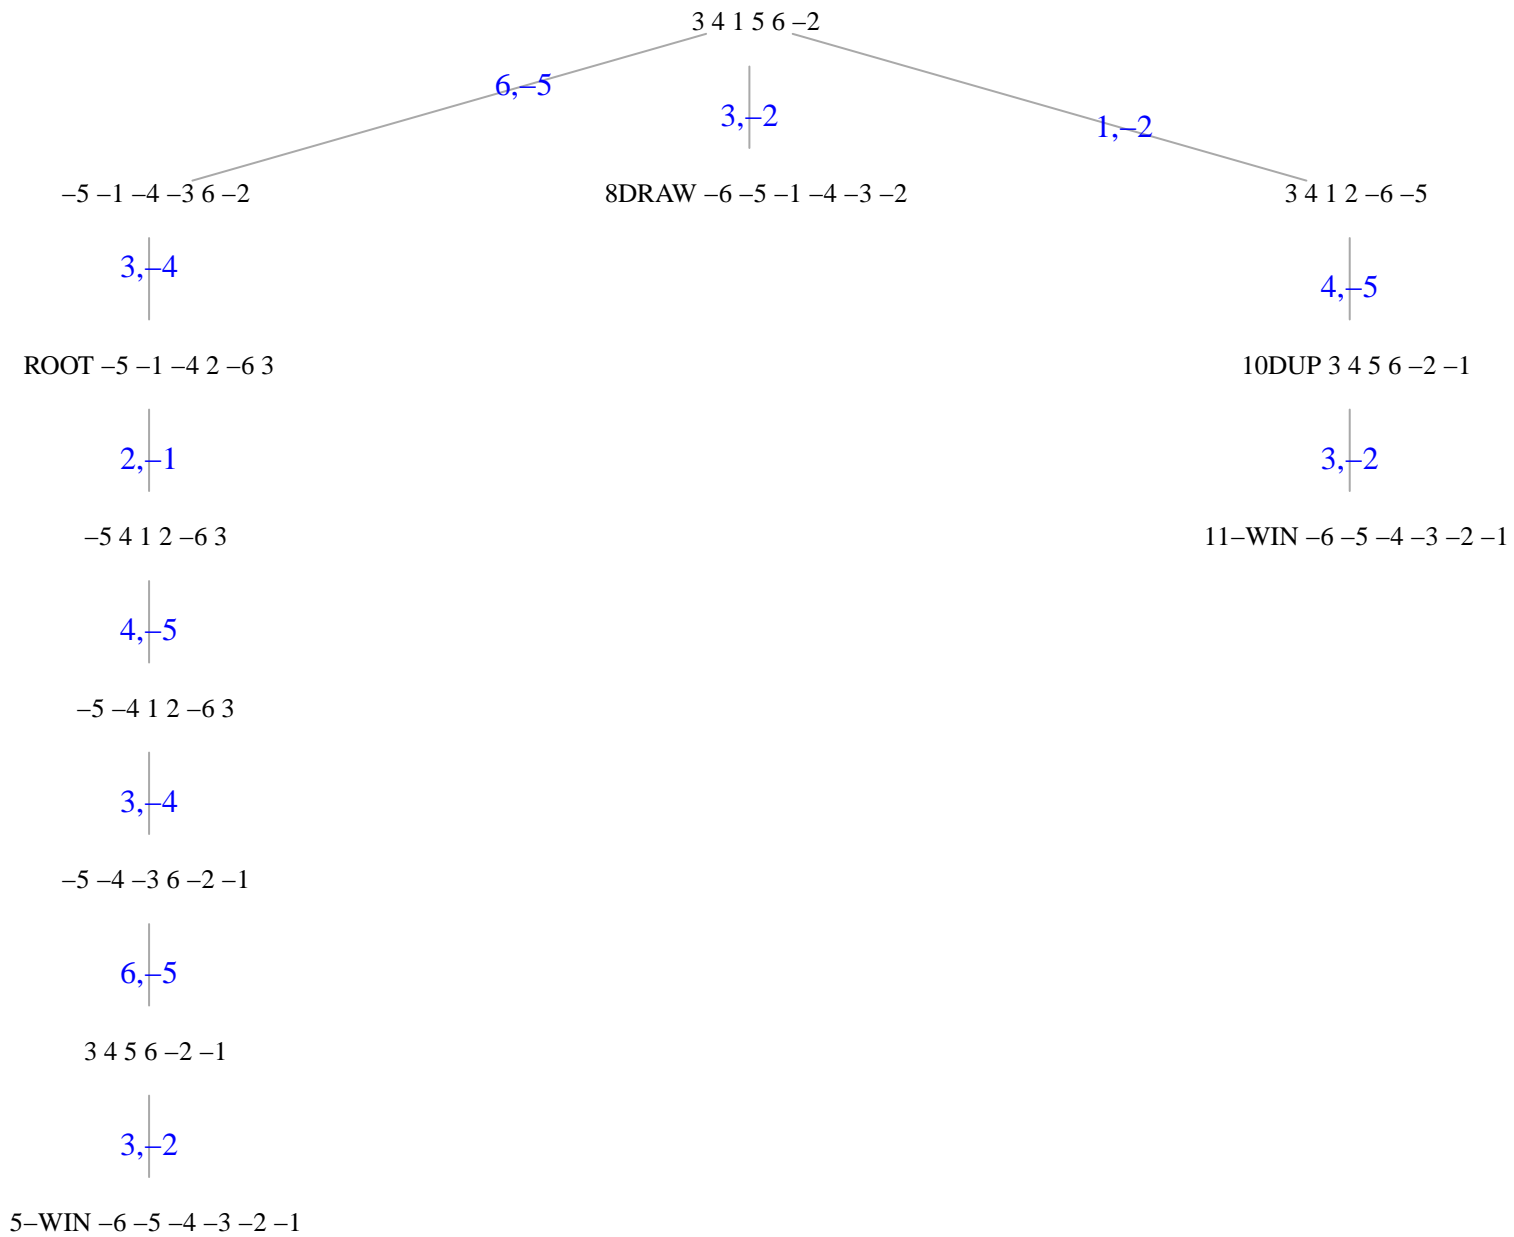 3 4 1 5 6 –2
6,–5
3,–2
1,–2
–5 –1 –4 –3 6 –2
8DRAW –6 –5 –1 –4 –3 –2
3 4 1 2 –6 –5
3,–4
4,–5
ROOT –5 –1 –4 2 –6 3
10DUP 3 4 5 6 –2 –1
2,–1
3,–2
–5 4 1 2 –6 3
11–WIN –6 –5 –4 –3 –2 –1
4,–5
–5 –4 1 2 –6 3
3,–4
–5 –4 –3 6 –2 –1
6,–5
3 4 5 6 –2 –1
3,–2
5–WIN –6 –5 –4 –3 –2 –1